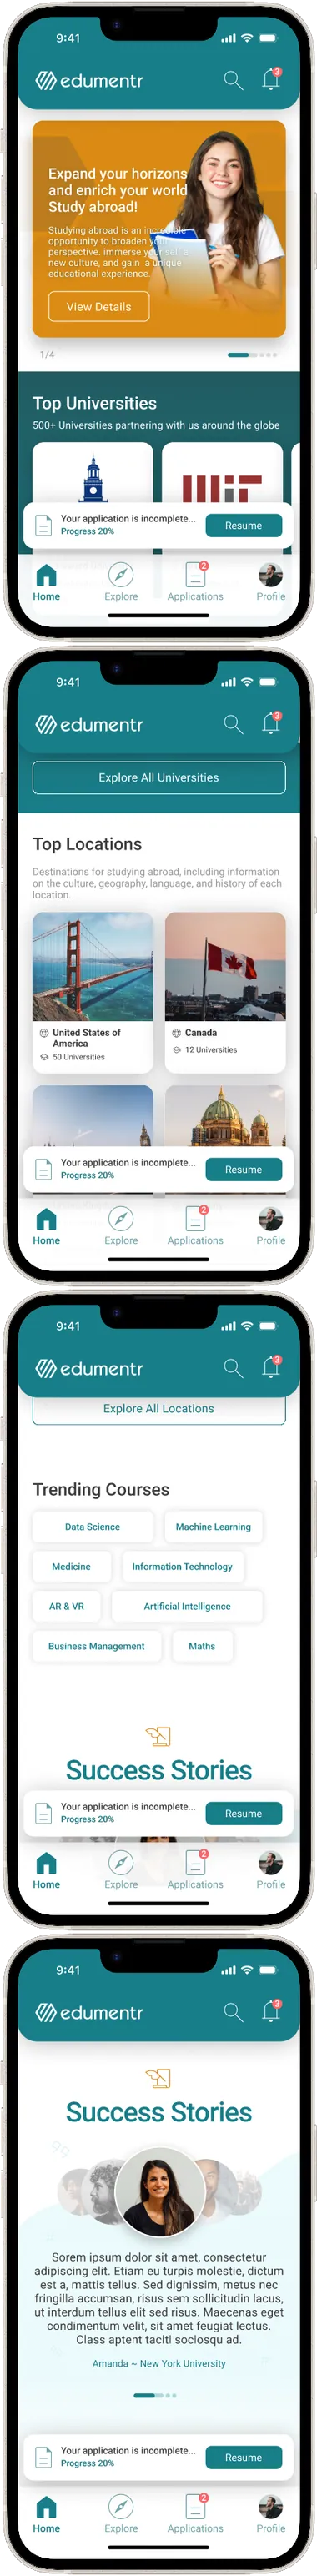 9:41
edumentr
3
Expand your horizons
and enrich your world
Study abroad!
Studying abroad is an incredible
opportunity to broaden your
perspective, immerse your self a
new culture, and gain a unique
educational experience.
View Details
1/4
Top Universities
500+ Universities partnering with us around the globe
Your application is incomplete...
Progress 20%
Resume
2
Home
Explore
Applications
Profile
9:41
edumentr
3
Explore All Universities
Top Locations
Destinations for studying abroad, including information
on the culture, geography, language, and history of each
location.
United States of
America
50 Universities
Canada
12 Universities
Your application is incomplete...
Progress 20%
Resume
2
Home
Explore
Applications
Profile
9:41
edumentr
3
Explore All Locations
Trending Courses
Data Science
Machine Learning
Medicine
Information Technology
AR & VR
Artificial Intelligence
Business Management
Maths
Success Stories
Your application is incomplete...
Progress 20%
Resume
2
Home
Explore
Applications
Profile
9:41
edumentr
3
Success Stories
Sorem ipsum dolor sit amet, consectetur
adipiscing elit. Etiam eu turpis molestie, dictum
est a, mattis tellus. Sed dignissim, metus nec
fringilla accumsan, risus sem sollicitudin lacus,
ut interdum tellus elit sed risus. Maecenas eget
condimentum velit, sit amet feugiat lectus.
Class aptent taciti sociosqu ad.
Amanda ~ New York University
Your application is incomplete...
Progress 20%
Resume
2
Home
Explore
Applications
Profile